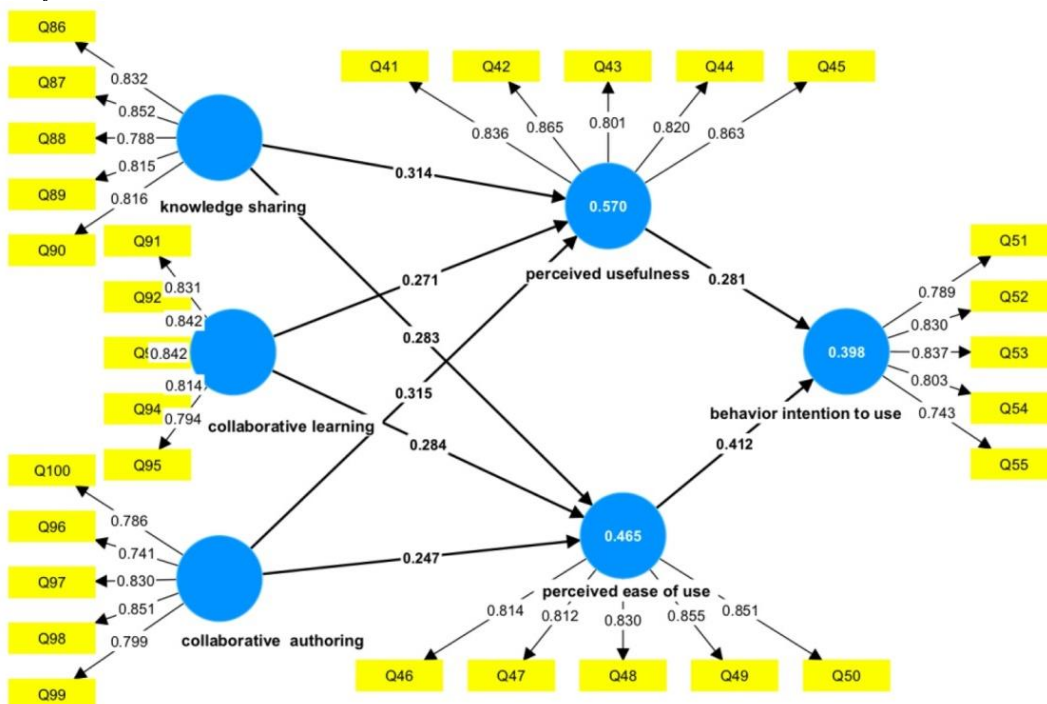 Q86
0.832
Q87
0.852
Q88
0.788
Q89
0.815
Q90
0.816
knowledge sharing
Q91
0.831
Q92
0.842
0.842
Q94
0.814
Q95
0.794
collaborative learning
Q100
0.786
Q96
0.741
Q97
0.830
Q98
0.851
Q99
0.799
collaborative authoring
Q41
Q42
Q43
Q44
Q45
0.836
0.865
0.801
0.820
0.863
0.570
perceived usefulness
0.314
0.271
0.283
0.315
0.284
0.247
0.281
0.412
0.465
perceived ease of use
0.814
0.812
0.830
0.855
0.851
Q46
Q47
Q48
Q49
Q50
0.398
behavior intention to use
Q51
0.789
Q52
0.830
Q53
0.837
Q54
0.803
Q55
0.743